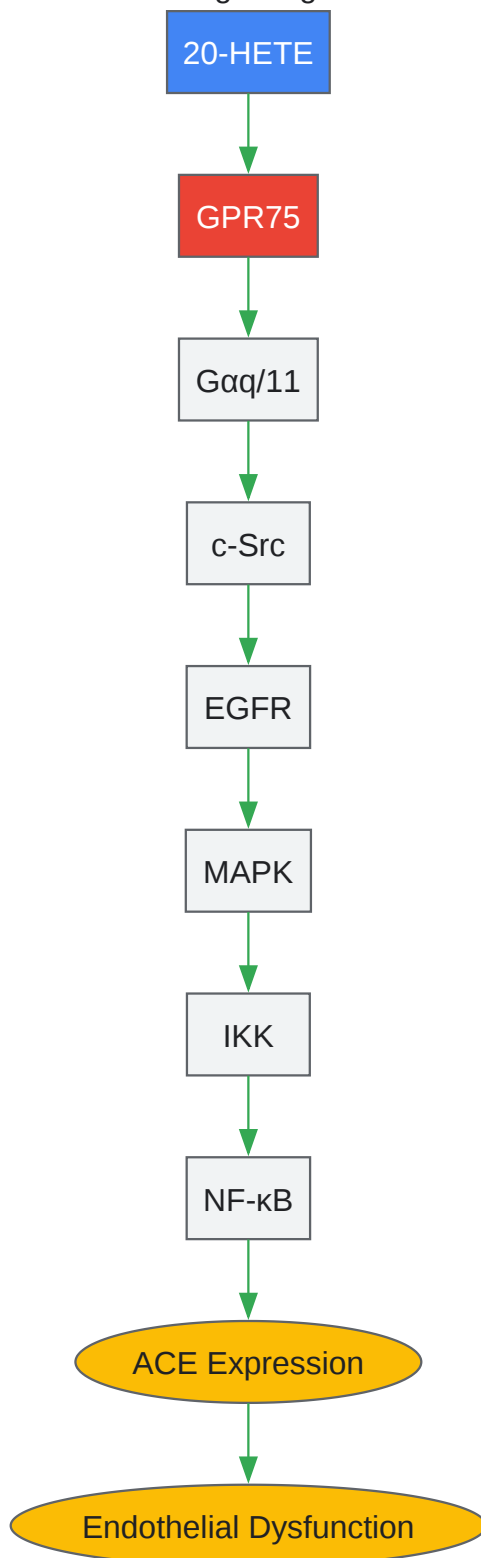 20-HETE
GPR75
Gαq/11
c-Src
EGFR
MAPK
IKK
NF-κB
ACE Expression
Endothelial Dysfunction